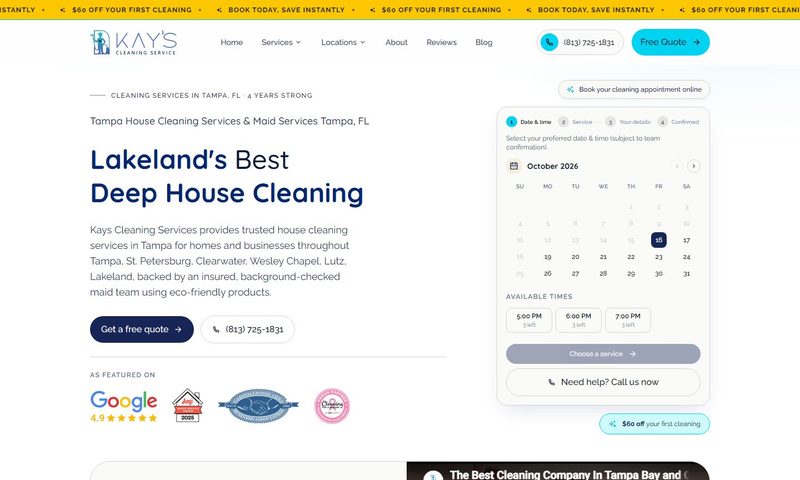 INSTANTLY • $60 OFF YOUR FIRST CLEANING • BOOK TODAY, SAVE INSTANTLY • $60 OFF YOUR FIRST CLEANING • BOOK TODAY, SAVE INSTANTLY • $60 OFF YOUR FIRST CLEANING
KAY'S
CLEANING SERVICE
Home
Services
Locations
About
Reviews
Blog
(813) 725-1831
Free Quote
CLEANING SERVICES IN TAMPA, FL · 4 YEARS STRONG
Tampa House Cleaning Services & Maid Services Tampa, FL
Lakeland's Best
Deep House Cleaning
Kays Cleaning Services provides trusted house cleaning
services in Tampa for homes and businesses throughout
Tampa, St. Petersburg, Clearwater, Wesley Chapel, Lutz,
Lakeland, backed by an insured, background-checked
maid team using eco-friendly products.
Get a free quote
(813) 725-1831
AS FEATURED ON
Google
4.9
2025
Cleaning
Book your cleaning appointment online
1 Date & time 2 Service 3 Your details 4 Confirmed
Select your preferred date & time (subject to team
confirmation).
October 2026
SU MO TU WE TH FR SA
1 2 3
4 5 6 7 8 9 10
11 12 13 14 15 16 17
18 19 20 21 22 23 24
25 26 27 28 29 30 31
AVAILABLE TIMES
5:00 PM 6:00 PM 7:00 PM
3 left 3 left 3 left
Choose a service
Need help? Call us now
$60 off your first cleaning
The Best Cleaning Company In Tampa Bay and